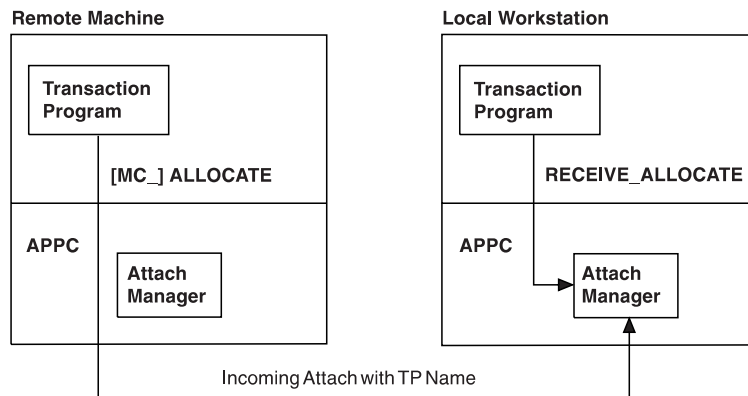 Remote Machine
Transaction
Program
[MC_] ALLOCATE
APPC
Attach
Manager
Local Workstation
Transaction
Program
RECEIVE_ALLOCATE
APPC
Attach
Manager
Incoming Attach with TP Name